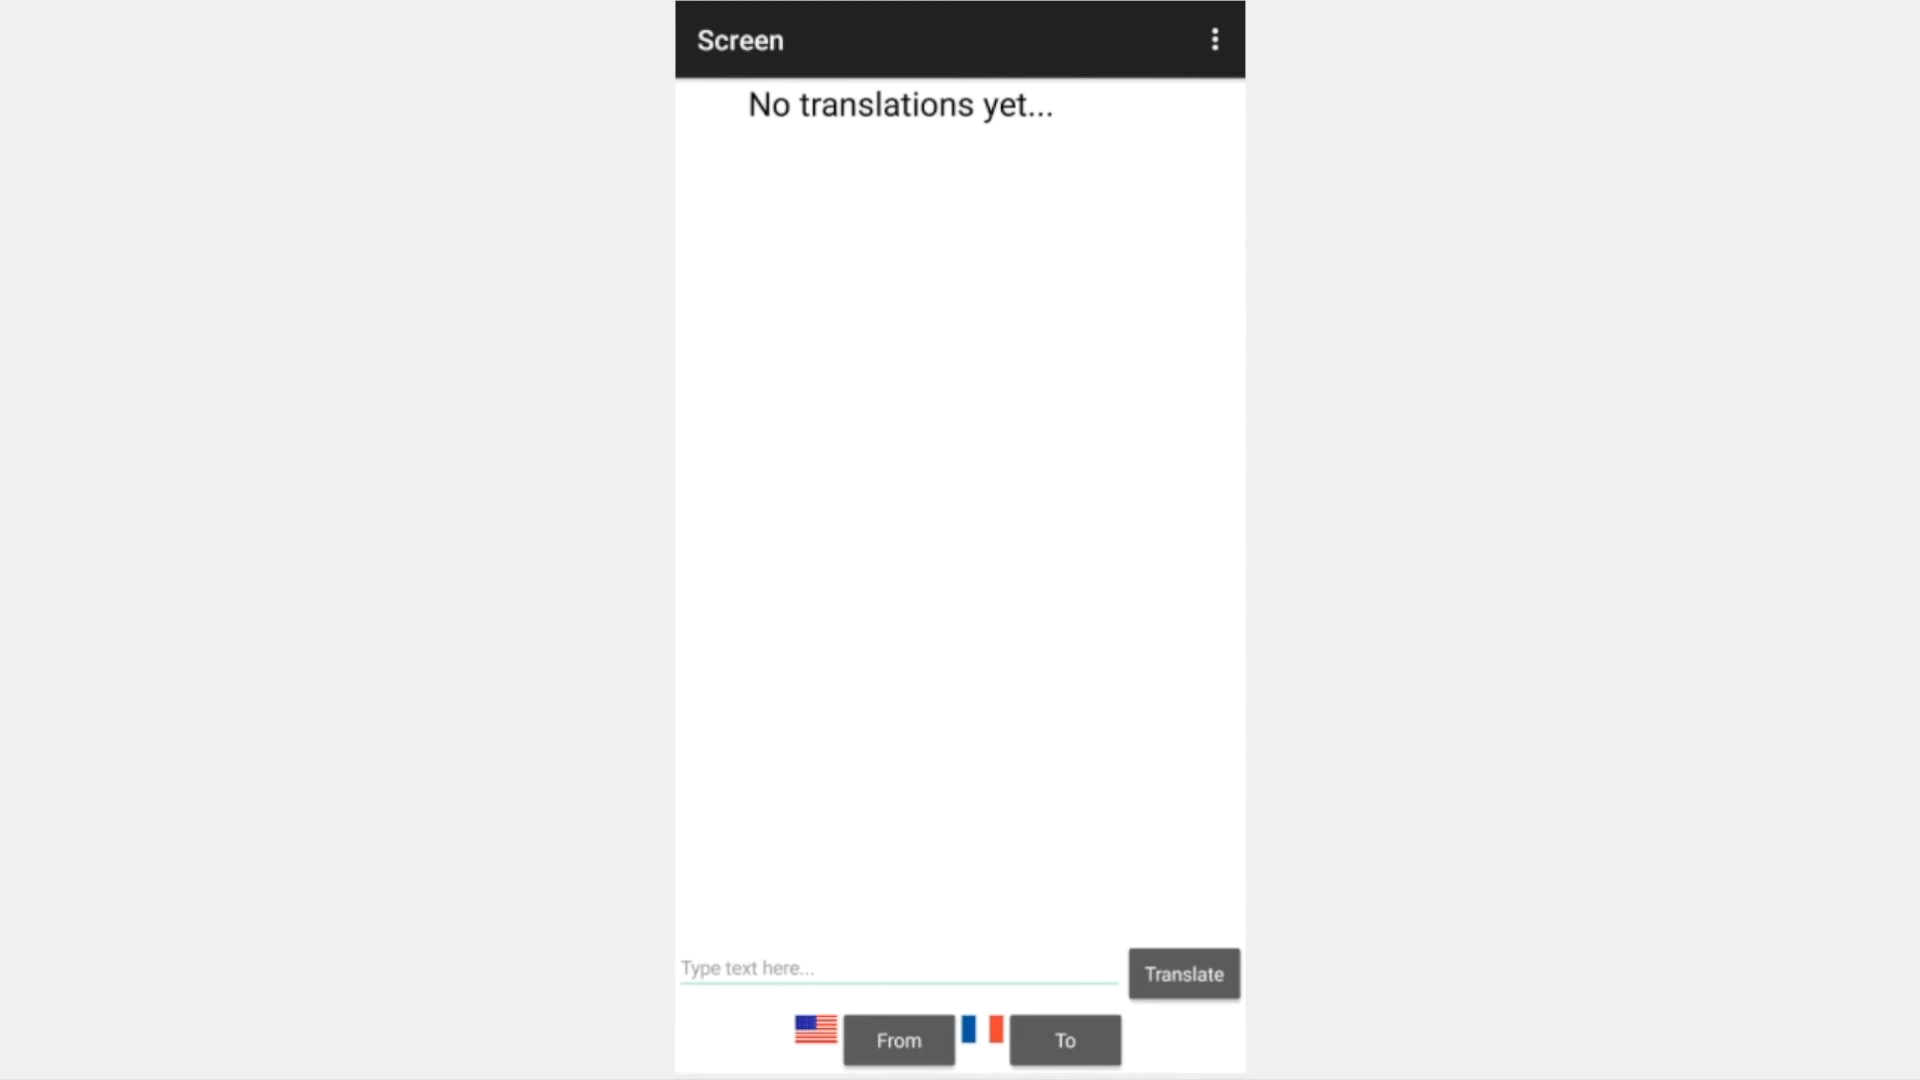 Screen
No translations yet...
Type text here...
Translate
From
To